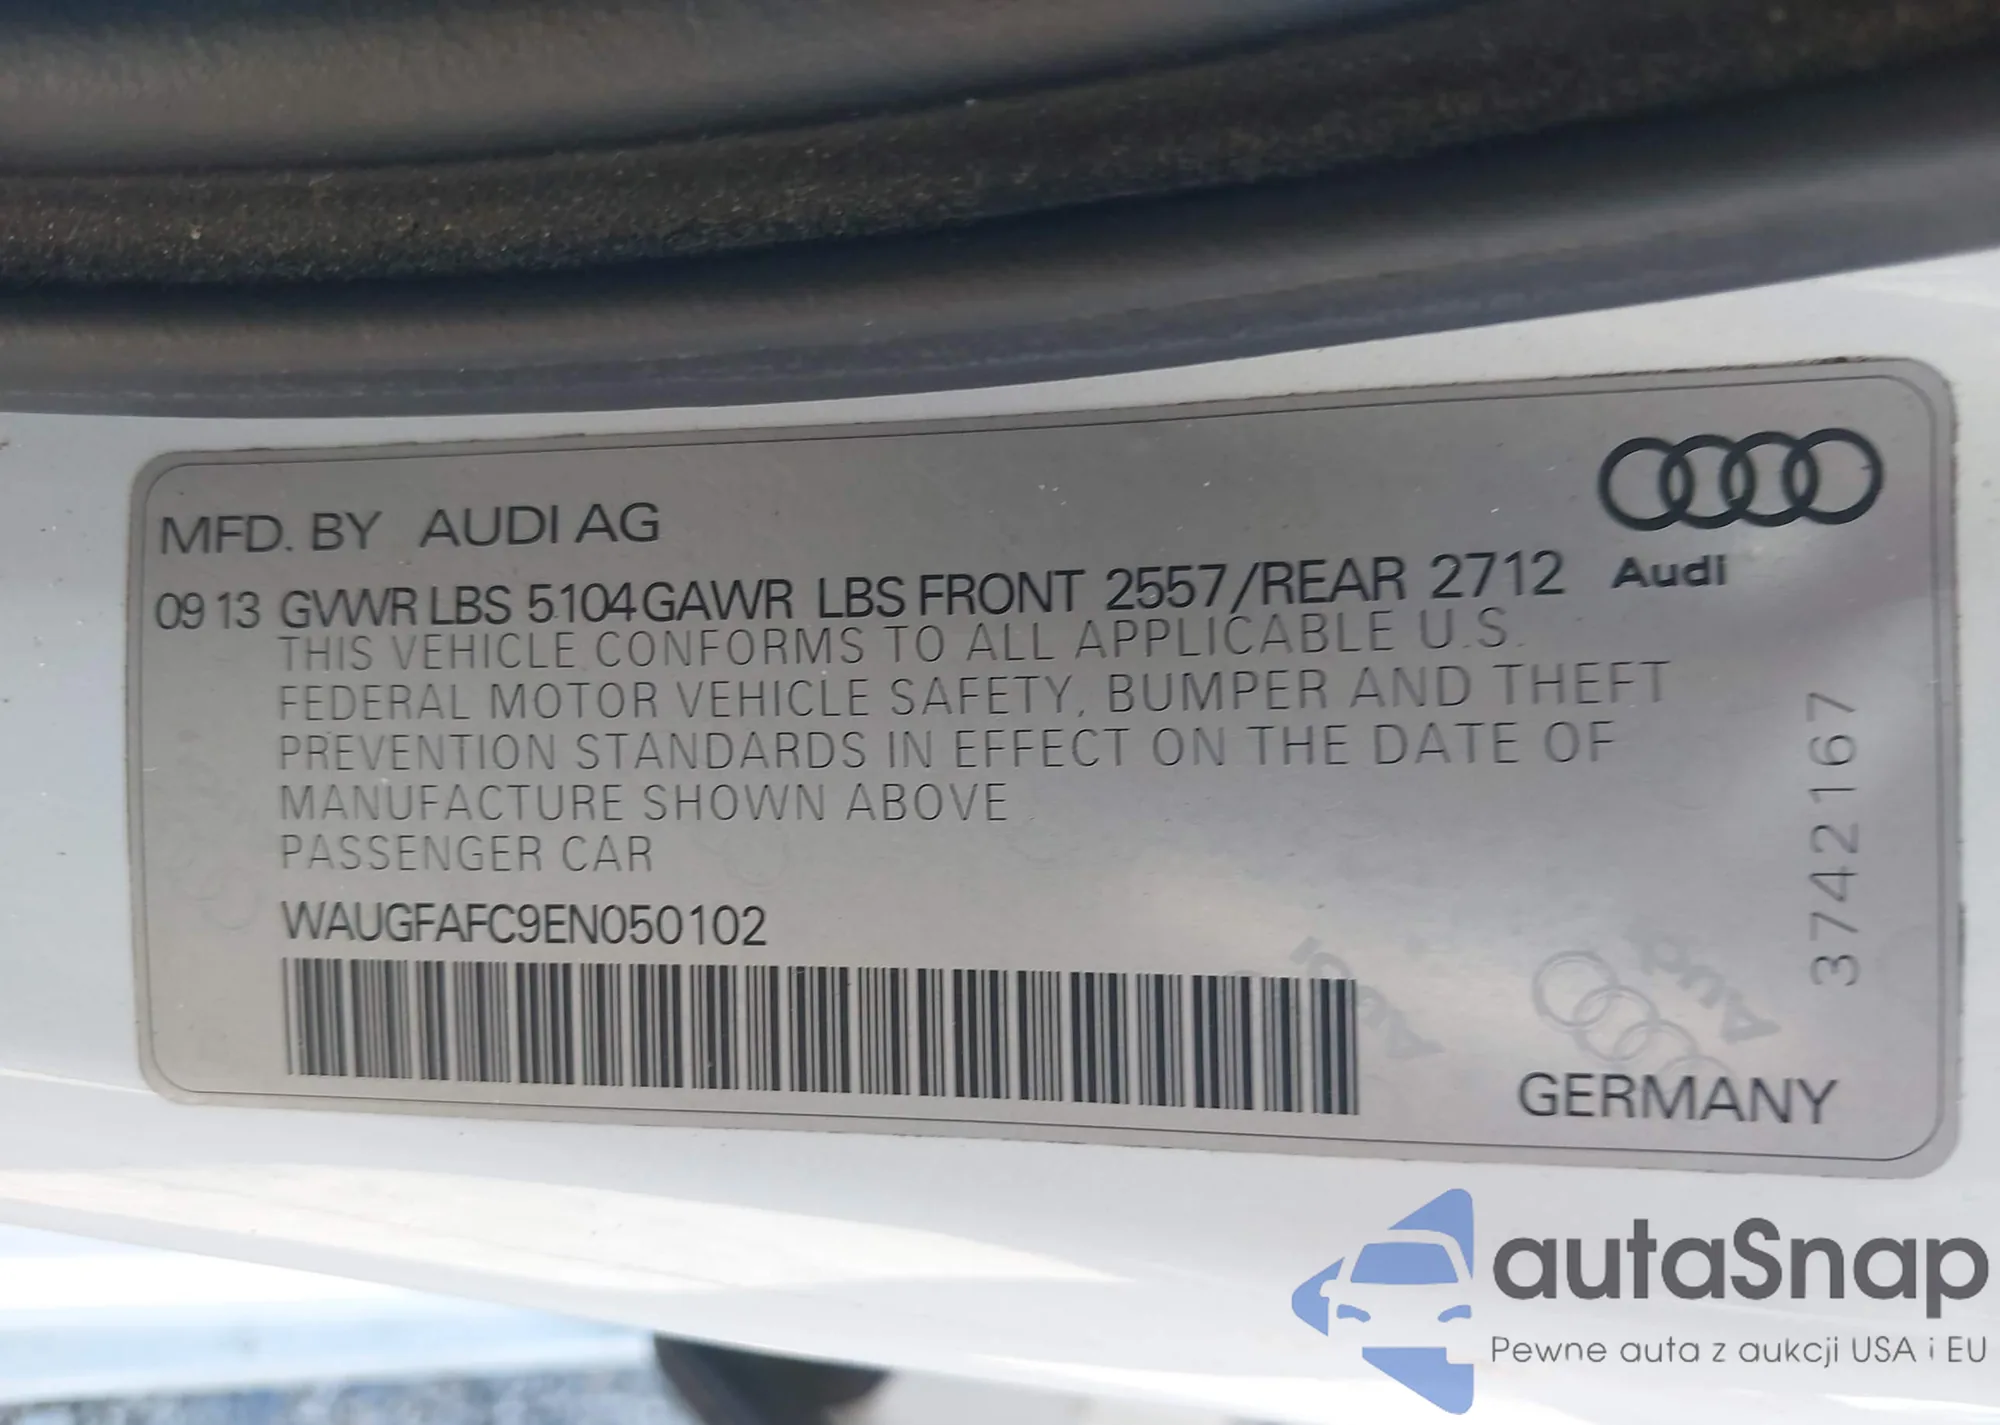 MFD. BY AUDI AG
09 13 GVWR LBS 5104 GAWR LBS FRONT 2557/REAR 2712
Audi
THIS VEHICLE CONFORMS TO ALL APPLICABLE U.S.
FEDERAL MOTOR VEHICLE SAFETY, BUMPER AND THEFT
PREVENTION STANDARDS IN EFFECT ON THE DATE OF
MANUFACTURE SHOWN ABOVE
PASSENGER CAR
WAUGFAFC9EN050102
3742167
Audi
Audi
GERMANY
autaSnap
Pewne auta z aukcji USA i EU